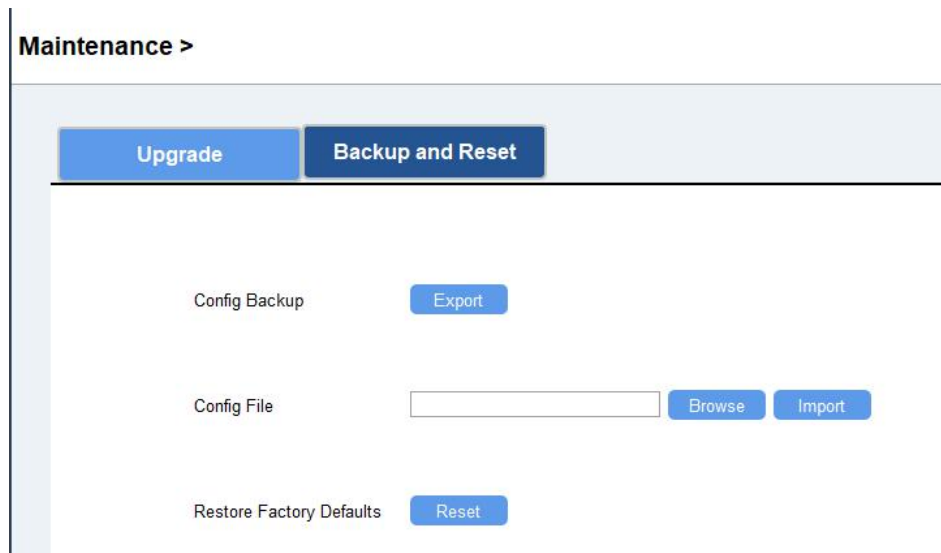 Maintenance >
Upgrade
Backup and Reset
Config Backup
Export
Config File
Browse
Import
Restore Factory Defaults
Reset